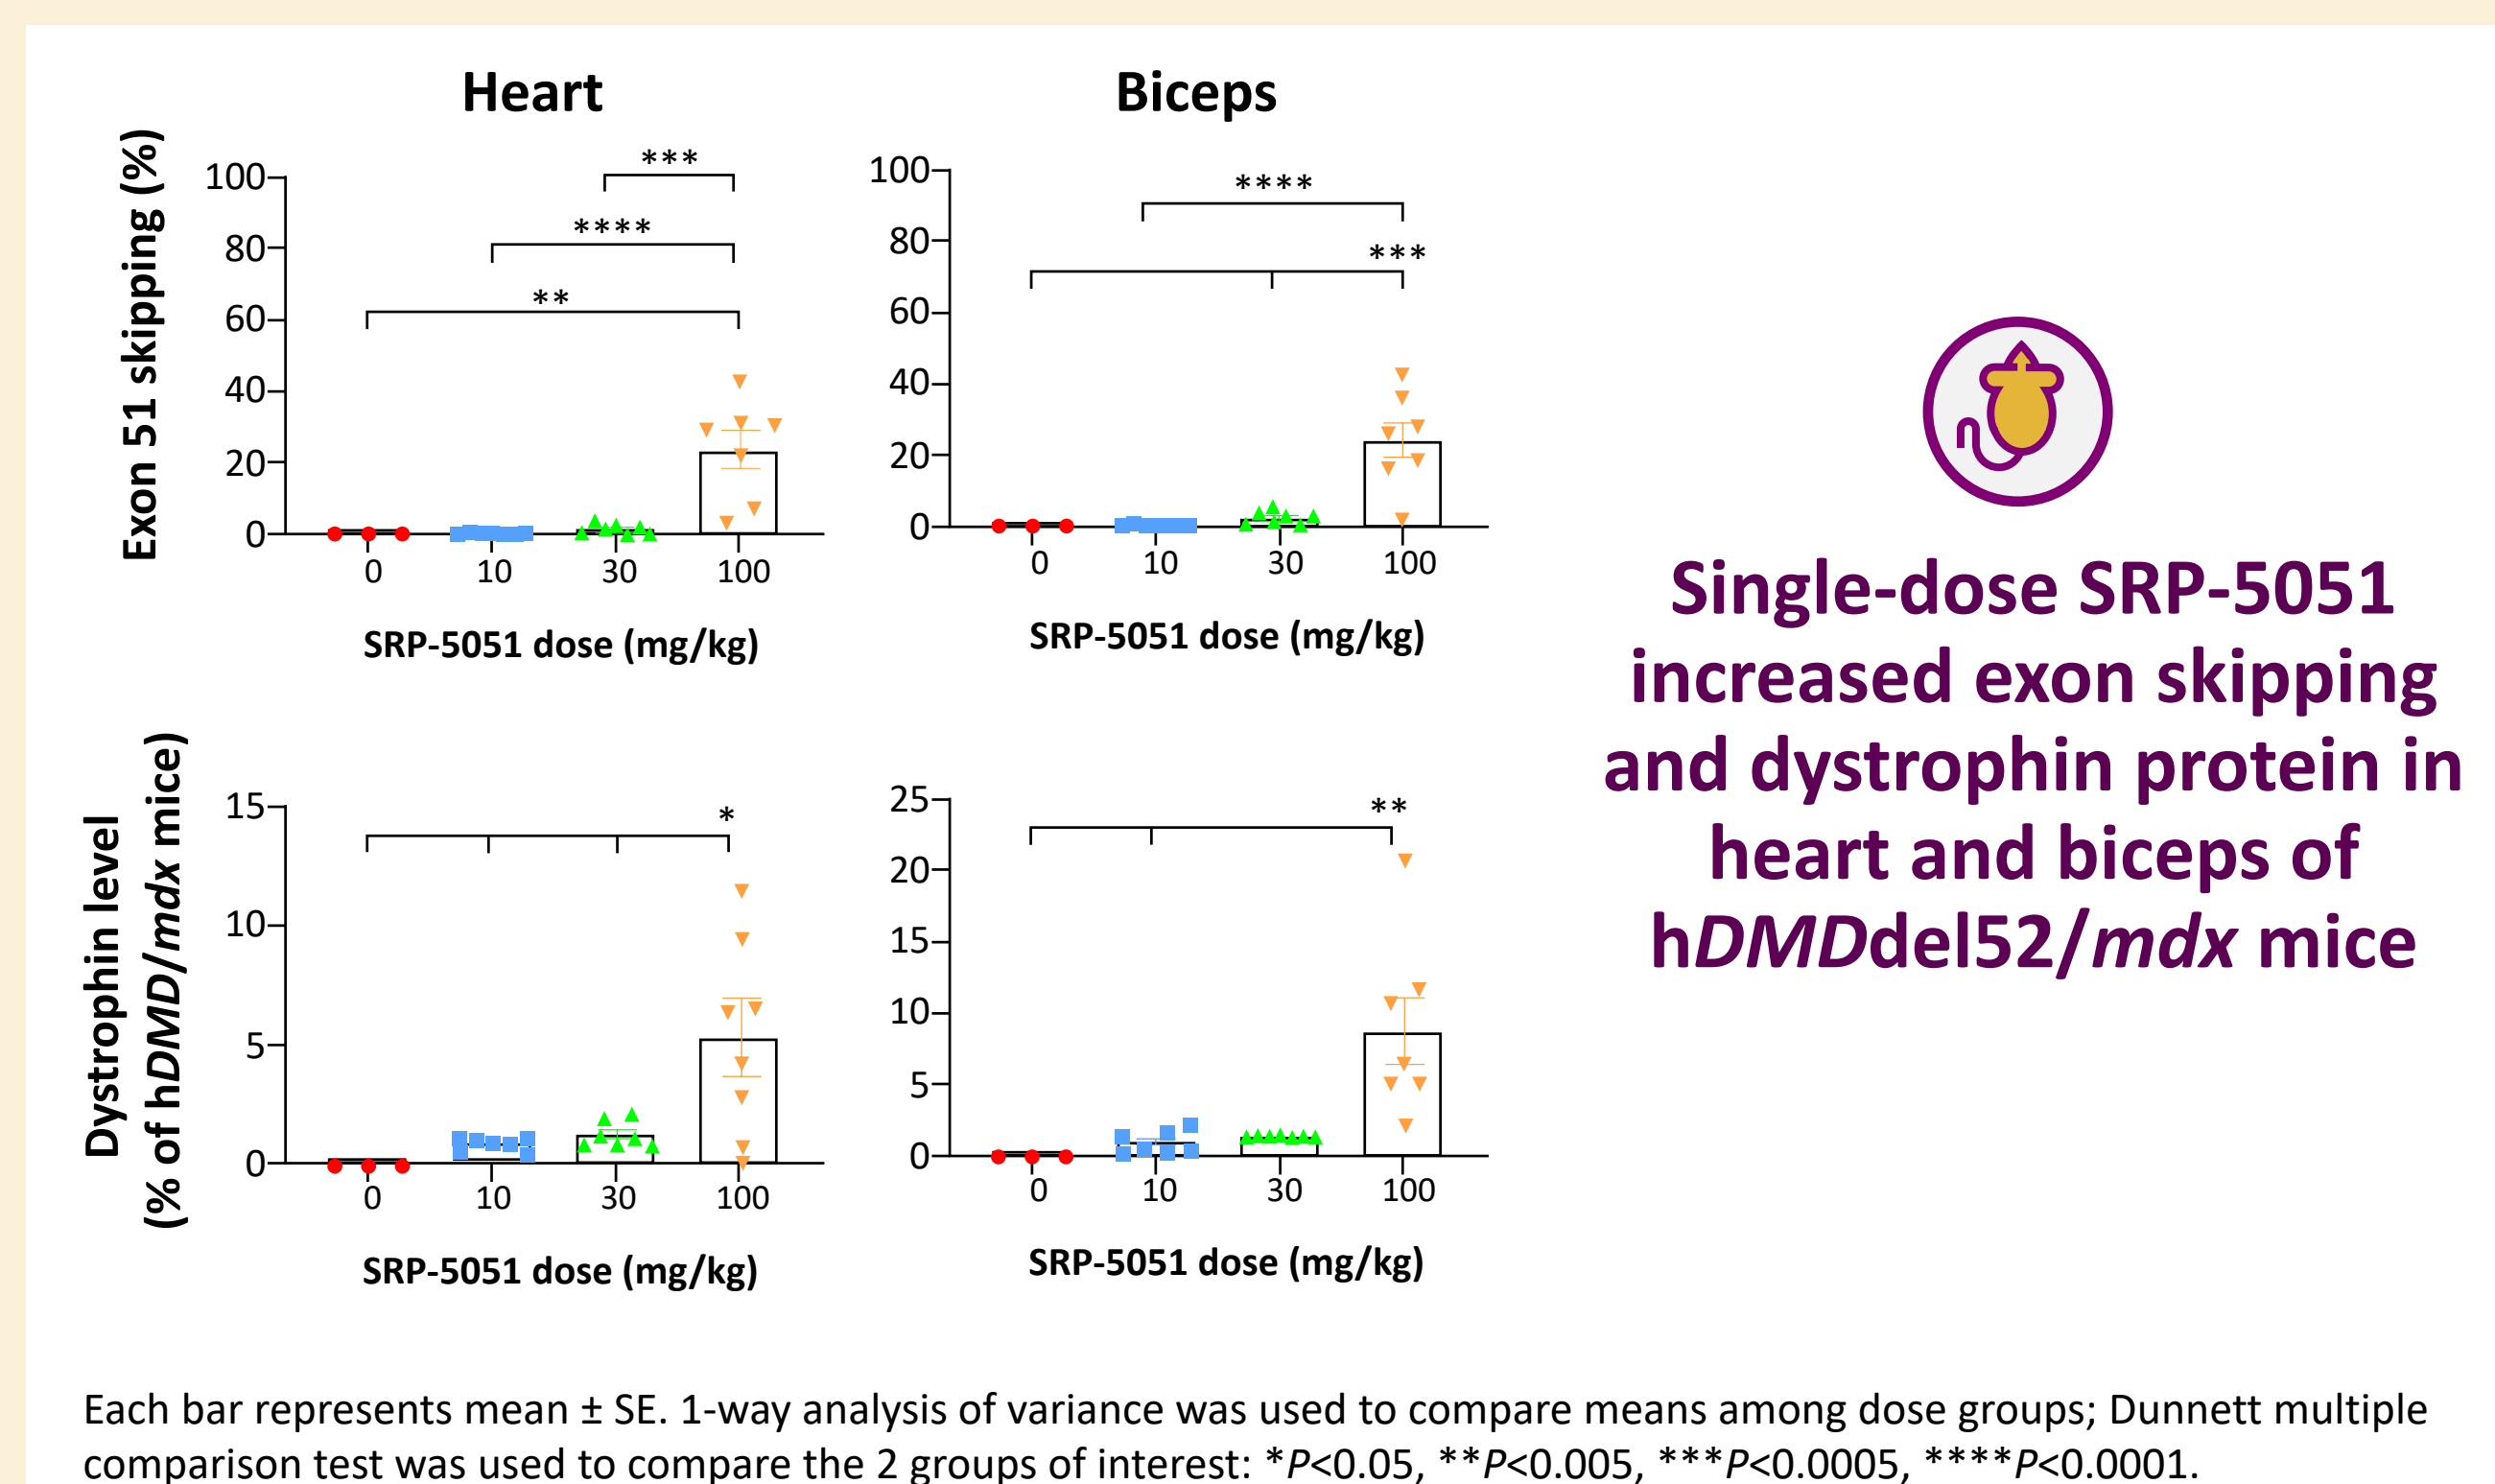 Heart
Biceps
Exon 51 skipping (%)
100
80
60
40
20
0
***
****
**
0 10 30 100
SRP-5051 dose (mg/kg)
100
80
60
40
20
0
****
***
0 10 30 100
SRP-5051 dose (mg/kg)
Dystrophin level
(% of hDMD/mdx mice)
15
10
5
0
*
0 10 30 100
SRP-5051 dose (mg/kg)
25
20
15
10
5
0
**
0 10 30 100
SRP-5051 dose (mg/kg)
Single-dose SRP-5051
increased exon skipping
and dystrophin protein in
heart and biceps of
hDMDdel52/mdx mice
Each bar represents mean ± SE. 1-way analysis of variance was used to compare means among dose groups; Dunnett multiple
comparison test was used to compare the 2 groups of interest: *P<0.05, **P<0.005, ***P<0.0005, ****P<0.0001.